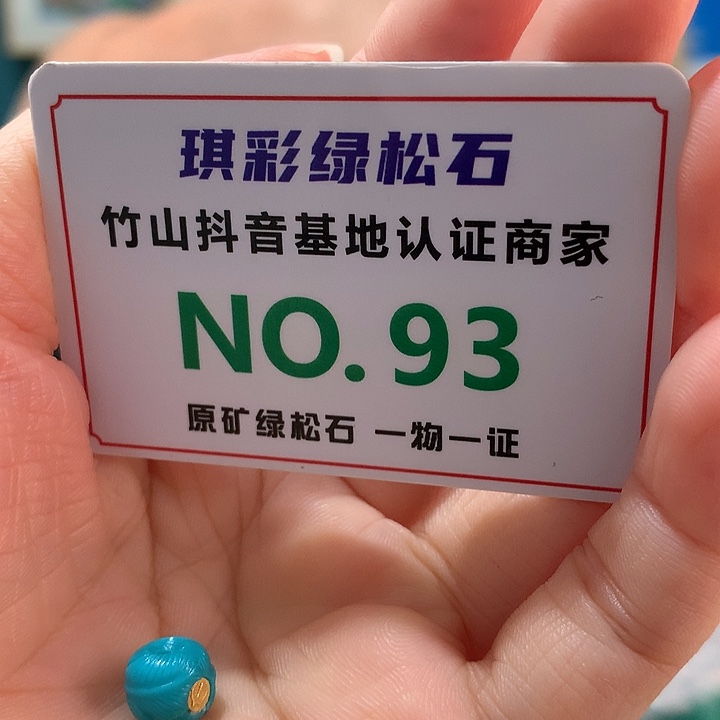 琪彩绿松石
竹山抖音基地认证商家
NO.93
原矿绿松石 一物一证